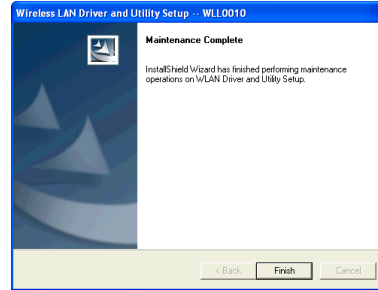 Wireless LAN Driver and Utility Setup -- WLL0010
Maintenance Complete
InstallShield Wizard has finished performing maintenance
operations on WLAN Driver and Utility Setup.
< Back
Finish
Cancel